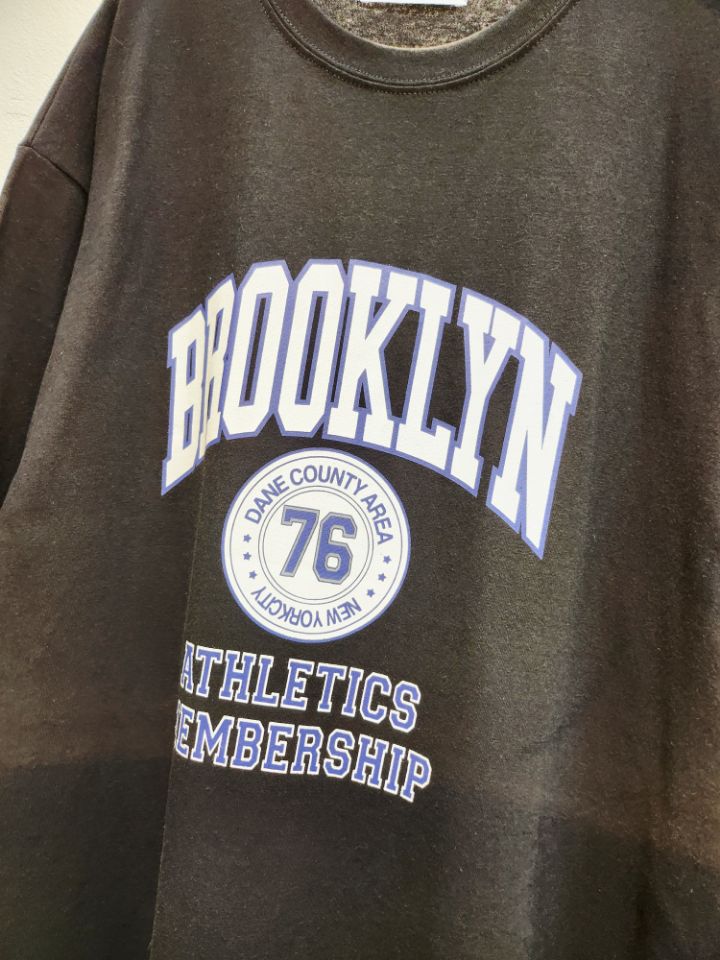 BROOKLYN
DANE COUNTY AREA
76
NEW YORKCITY
ATHLETICS
MEMBERSHIP